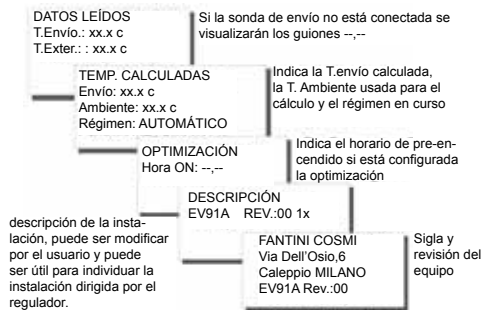 DATOS LEÍDOS
T.Envío.: xx.x c
T.Exter.: : xx.x c
Si la sonda de envío no está conectada se
visualizarán los guiones --,--
TEMP. CALCULADAS
Envío: xx.x c
Ambiente: xx.x c
Régimen: AUTOMÁTICO
Indica la T.envío calculada,
la T. Ambiente usada para el
cálculo y el régimen en curso
OPTIMIZACIÓN
Hora ON: --,--
Indica el horario de pre-en-
cendido si está configurada
la optimización
DESCRIPCIÓN
EV91A REV.:00 1x
descripción de la insta-
lación, puede ser modificar
por el usuario y puede
ser útil para individuar la
instalación dirigida por el
regulador.
FANTINI COSMI
Via Dell'Osio,6
Caleppio MILANO
EV91A Rev.:00
Sigla y
revisión del
equipo